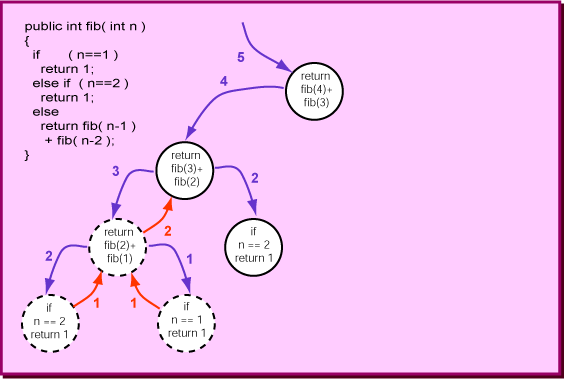 public int fib( int n )
{
if ( n==1 )
return 1;
else if ( n==2 )
return 1;
else
return fib( n-1 )
+ fib( n-2 );
}
5
return
fib(4)+
fib(3)
4
return
fib(3)+
fib(2)
3
2
return
fib(2)+
fib(1)
2
if
n == 2
return 1
2
1
if
n == 2
return 1
1
1
if
n == 1
return 1